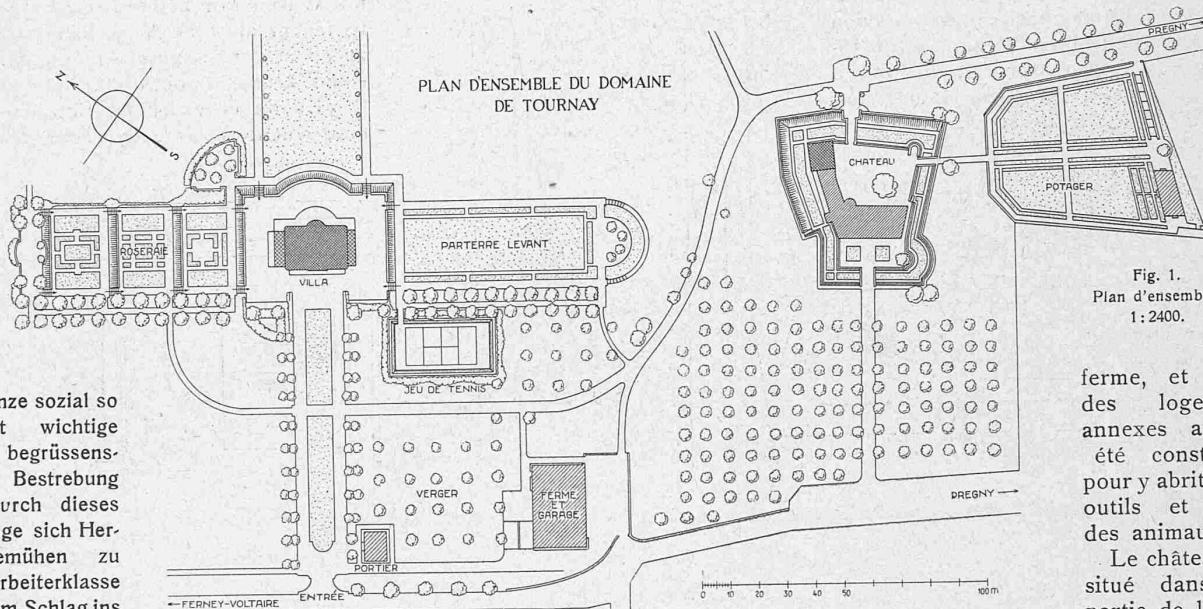 PLAN D'ENSEMBLE DU DOMAINE
DE TOURNAY
N
S
PREGNY
CHATEAU
POTAGER
ROSERAIE
VILLA
PARTERRE LEVANT
JEU DE TENNIS
VERGER
FERME
ET
GARAGE
PORTIER
ENTRÉE
FERNEY-VOLTAIRE
PREGNY
0 10 20 30 40 50 100 m
Fig. 1.
Plan d'ensemb
1 : 2400.
nze sozial so
t wichtige
begrüssens-
Bestrebung
urch dieses
ge sich Her-
emühen zu
rbeiterklasse
m Schlag ins
ferme, et
des loge
annexes a
été const
pour y abrit
outils et
des animau
Le châte
situé dans